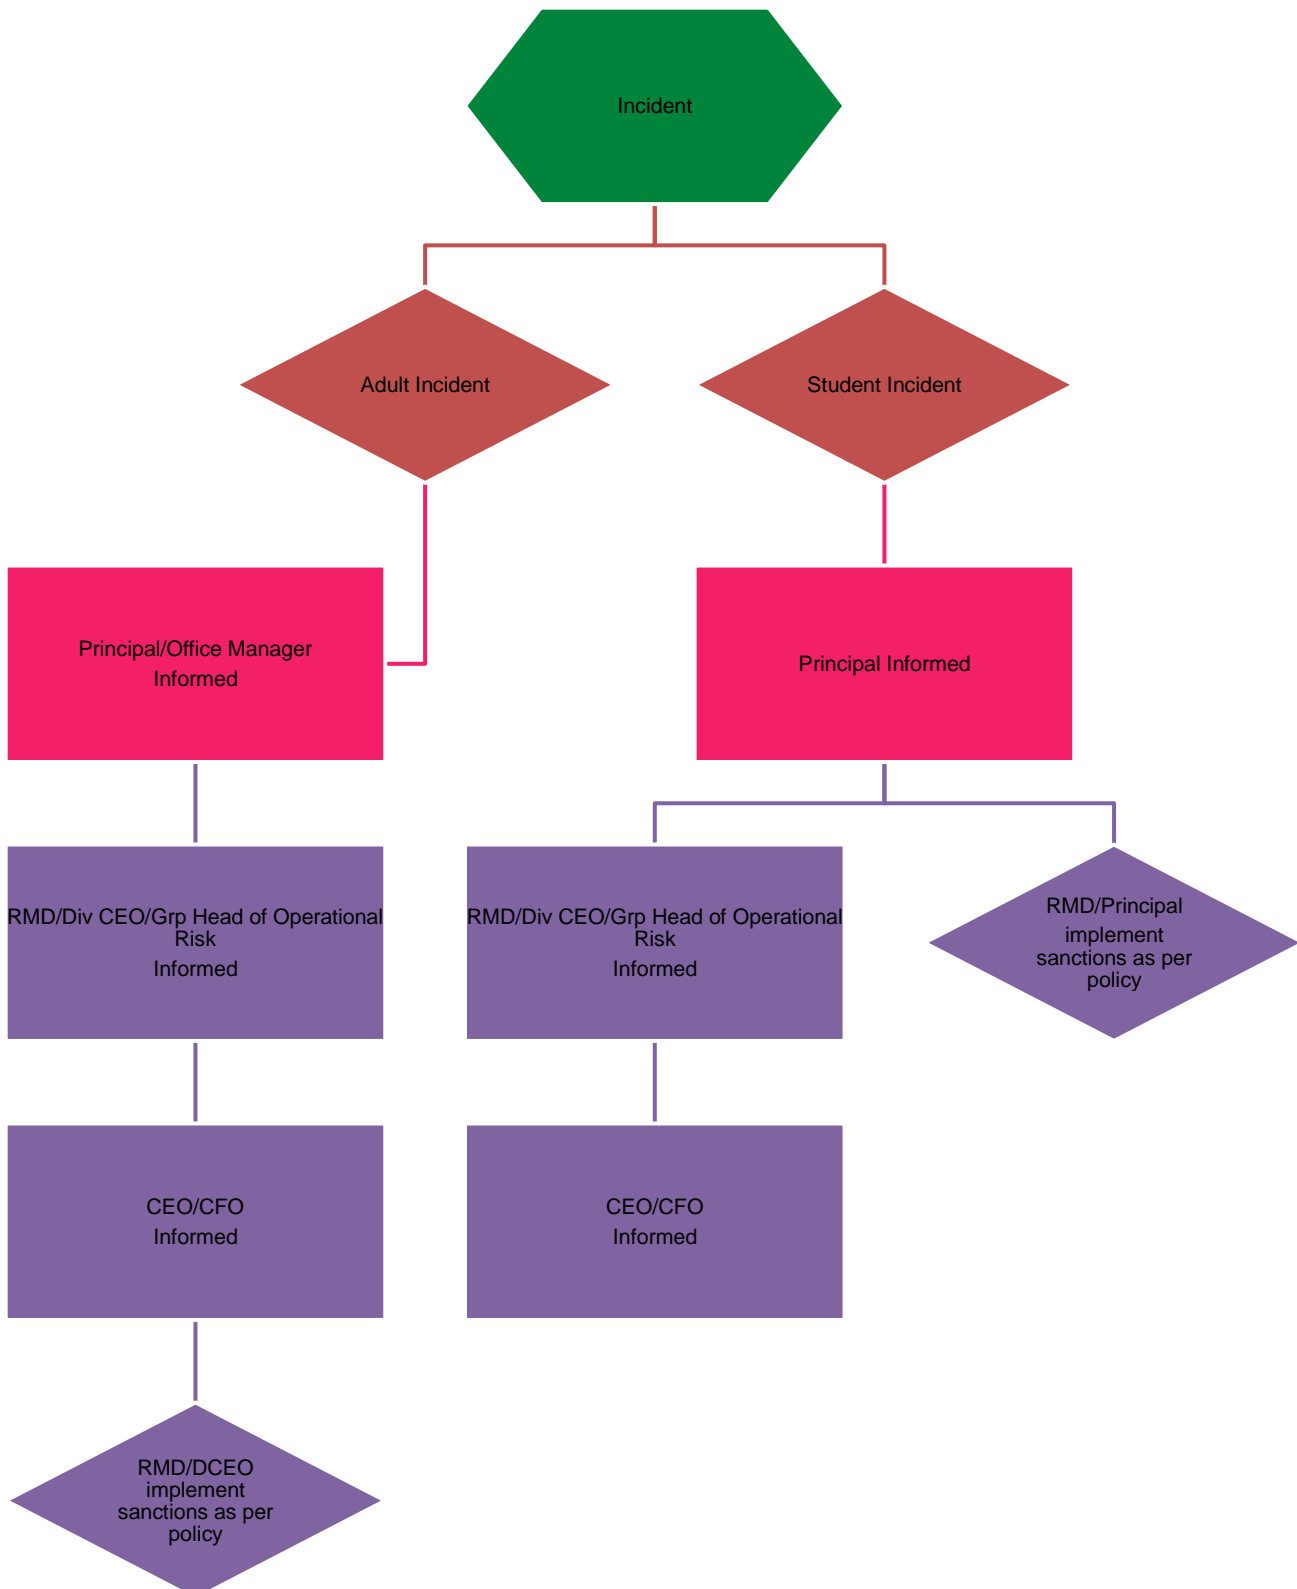 Incident
Adult Incident
Student Incident
Principal/Office Manager
Informed
Principal Informed
RMD/Div CEO/Grp Head of Operational
Risk
Informed
RMD/Div CEO/Grp Head of Operational
Risk
Informed
RMD/Principal
implement
sanctions as per
policy
CEO/CFO
Informed
CEO/CFO
Informed
RMD/DCEO
implement
sanctions as per
policy